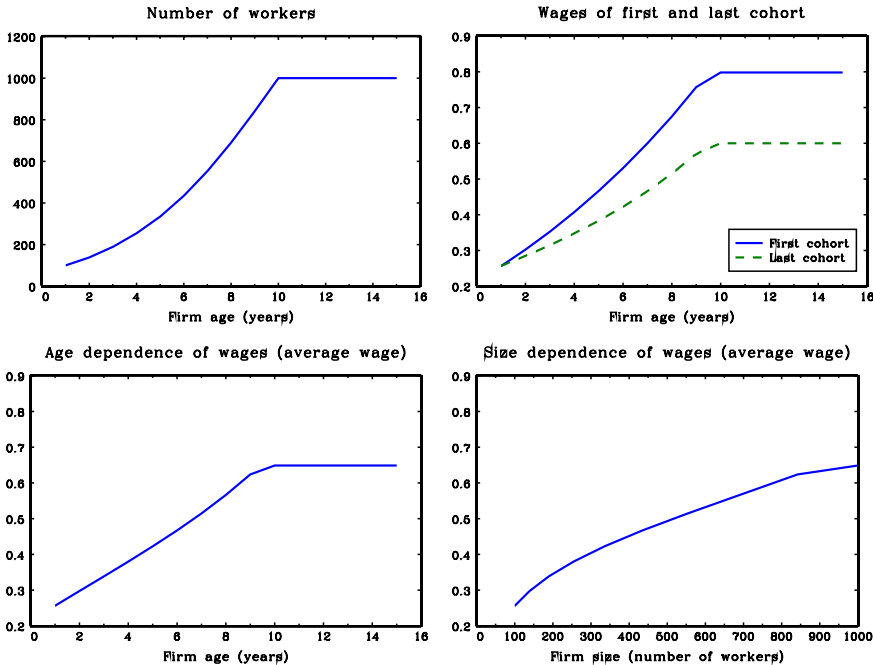 Number of workers
1200
1000
800
600
400
200
0
0 2 4 6 8 10 12 14 16
Firm age (years)
Wages of first and last cohort
0.9
0.8
0.7
0.6
0.5
0.4
0.3
0.2
First cohort
Last cohort
0 2 4 6 8 10 12 14 16
Firm age (years)
Age dependence of wages (average wage)
0.9
0.8
0.7
0.6
0.5
0.4
0.3
0.2
0 2 4 6 8 10 12 14 16
Firm age (years)
Size dependence of wages (average wage)
0.9
0.8
0.7
0.6
0.5
0.4
0.3
0.2
0 100 200 300 400 500 600 700 800 900 1000
Firm size (number of workers)